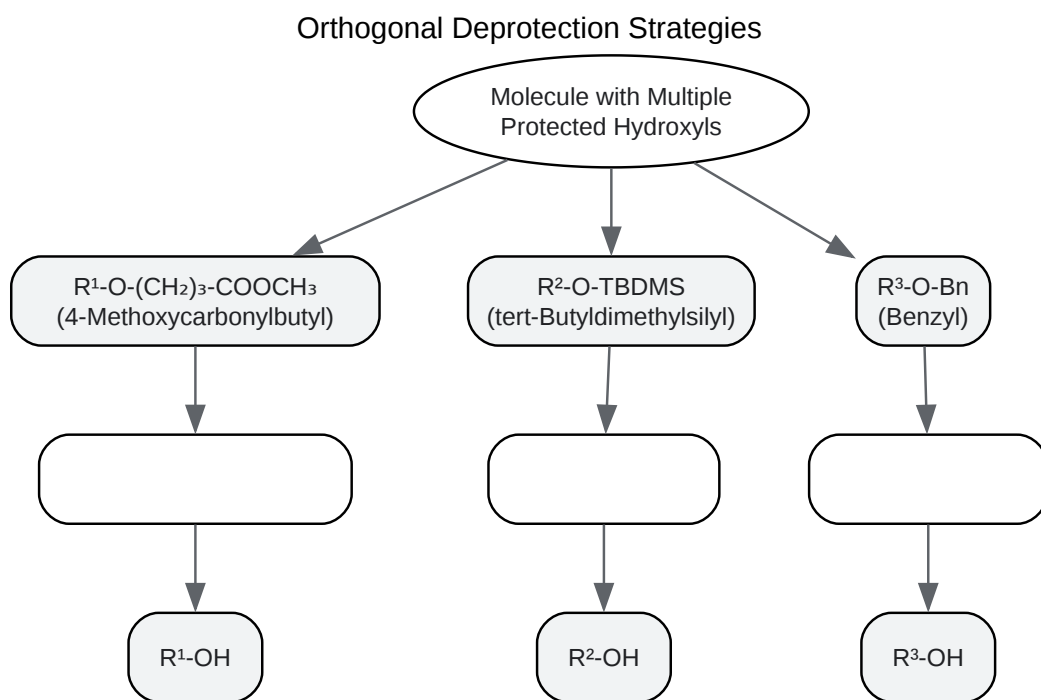 Orthogonal Deprotection Strategies
Molecule with Multiple
Protected Hydroxyls
R¹-O-(CH₂)₃-COOCH₃
(4-Methoxycarbonylbutyl)
R²-O-TBDMS
(tert-Butyldimethylsilyl)
R³-O-Bn
(Benzyl)
R¹-OH
R²-OH
R³-OH